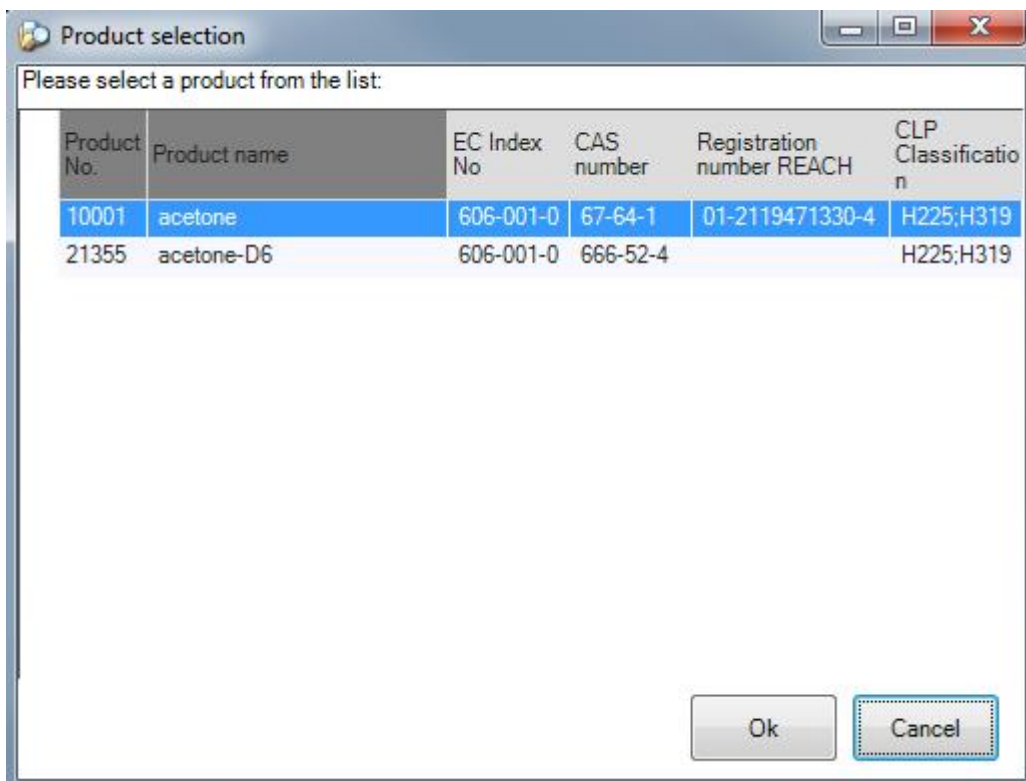 Product selection
Please select a product from the list:
Product No. Product name EC Index No CAS number Registration number REACH CLP Classificatio n
10001 acetone 606-001-0 67-64-1 01-2119471330-4 H225;H319
21355 acetone-D6 606-001-0 666-52-4 H225;H319
Ok Cancel